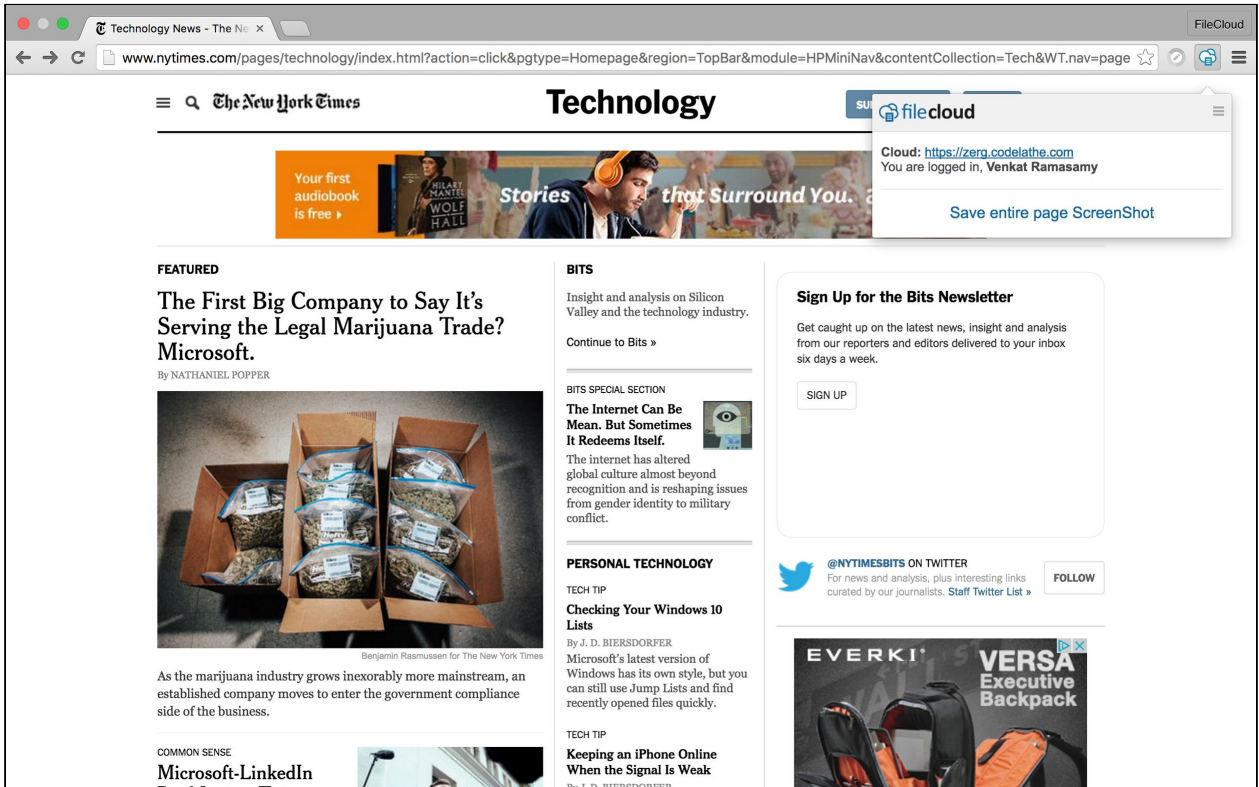 Technology News - The Ne
FileCloud
www.nytimes.com/pages/technology/index.html?action=click&pgtype=Homepage&region=TopBar&module=HPMiniNav&contentCollection=Tech&WT.nav=page
The New York Times
Technology
SU
filecloud
Cloud: https://zerg.codelathe.com
You are logged in, Venkat Ramasamy
Save entire page ScreenShot
Your first
audiobook
is free
HILARY
MANTEL
WOLF
HALL
Stories that Surround You.
FEATURED
The First Big Company to Say It’s
Serving the Legal Marijuana Trade?
Microsoft.
By NATHANIEL POPPER
Benjamin Rasmussen for The New York Times
As the marijuana industry grows inexorably more mainstream, an
established company moves to enter the government compliance
side of the business.
COMMON SENSE
Microsoft-LinkedIn
BITS
Insight and analysis on Silicon
Valley and the technology industry.
Continue to Bits »
BITS SPECIAL SECTION
The Internet Can Be
Mean. But Sometimes
It Redeems Itself.
The internet has altered
global culture almost beyond
recognition and is reshaping issues
from gender identity to military
conflict.
PERSONAL TECHNOLOGY
TECH TIP
Checking Your Windows 10
Lists
By J. D. BIERSDORFER
Microsoft’s latest version of
Windows has its own style, but you
can still use Jump Lists and find
recently opened files quickly.
TECH TIP
Keeping an iPhone Online
When the Signal Is Weak
By J. D. BIERSDORFER
Sign Up for the Bits Newsletter
Get caught up on the latest news, insight and analysis
from our reporters and editors delivered to your inbox
six days a week.
SIGN UP
@NYTIMESBITS ON TWITTER
For news and analysis, plus interesting links
curated by our journalists. Staff Twitter List »
FOLLOW
EVERKI
VERSA
Executive
Backpack